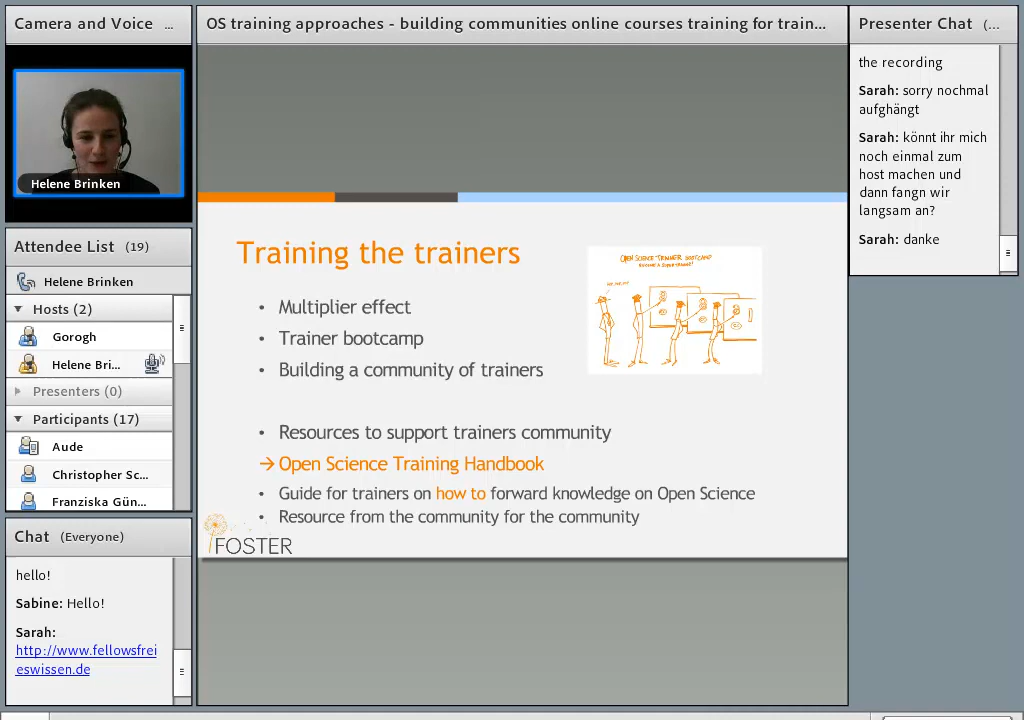 Camera and Voice ...
Helene Brinken
Attendee List (19)
Helene Brinken
Hosts (2)
Gorogh
Helene Bri...
Presenters (0)
Participants (17)
Aude
Christopher Sc...
Franziska Gün...
Chat (Everyone)
hello!
Sabine: Hello!
Sarah:
http://www.fellowsfrei
eswissen.de
OS training approaches - building communities online courses training for train...
Training the trainers
OPEN SCIENCE TRAINER BOOTCAMP
• Multiplier effect
• Trainer bootcamp
• Building a community of trainers
• Resources to support trainers community
→ Open Science Training Handbook
• Guide for trainers on how to forward knowledge on Open Science
• Resource from the community for the community
FOSTER
Presenter Chat (...
the recording
Sarah: sorry nochmal
aufghängt
Sarah: könnt ihr mich
noch einmal zum
host machen und
dann fangn wir
langsam an?
Sarah: danke